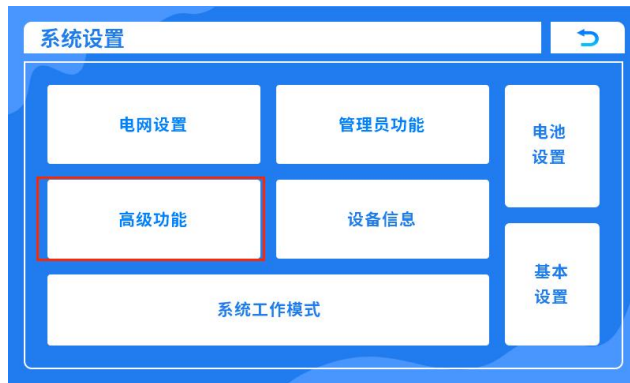 系统设置
电网设置
管理员功能
电池
设置
高级功能
设备信息
基本
设置
系统工作模式